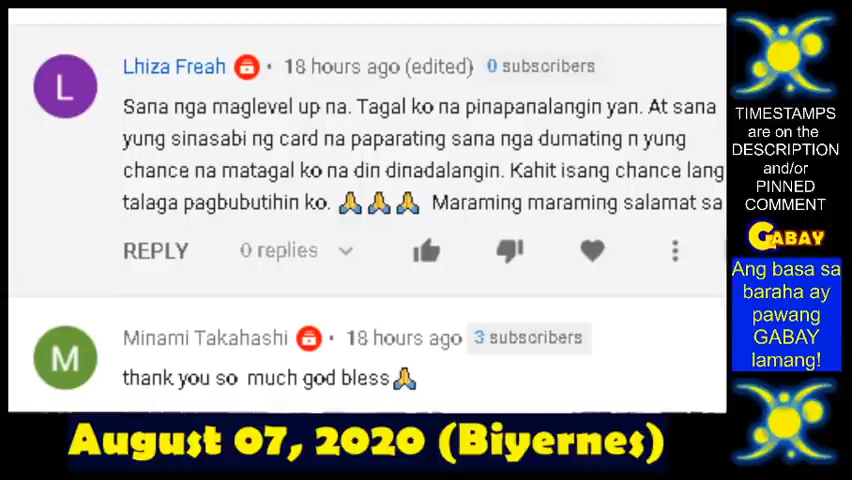 Lhiza Freah • 18 hours ago (edited) 0 subscribers
Sana nga maglevel up na. Tagal ko na pinapanalangin yan. At sana
yung sinasabi ng card na paparating sana nga dumating n yung
chance na matagal ko na din dinadalangin. Kahit isang chance lang
talaga pagbubutihin ko. 🙏🙏🙏 Maraming maraming salamat sa
REPLY 0 replies
L
Minami Takahashi • 18 hours ago 3 subscribers
thank you so much god bless🙏
M
TIMESTAMPS
are on the
DESCRIPTION
and/or
PINNED
COMMENT
GABAY
Ang basa sa
baraha ay
pawang
GABAY
lamang!
August 07, 2020 (Biyernes)